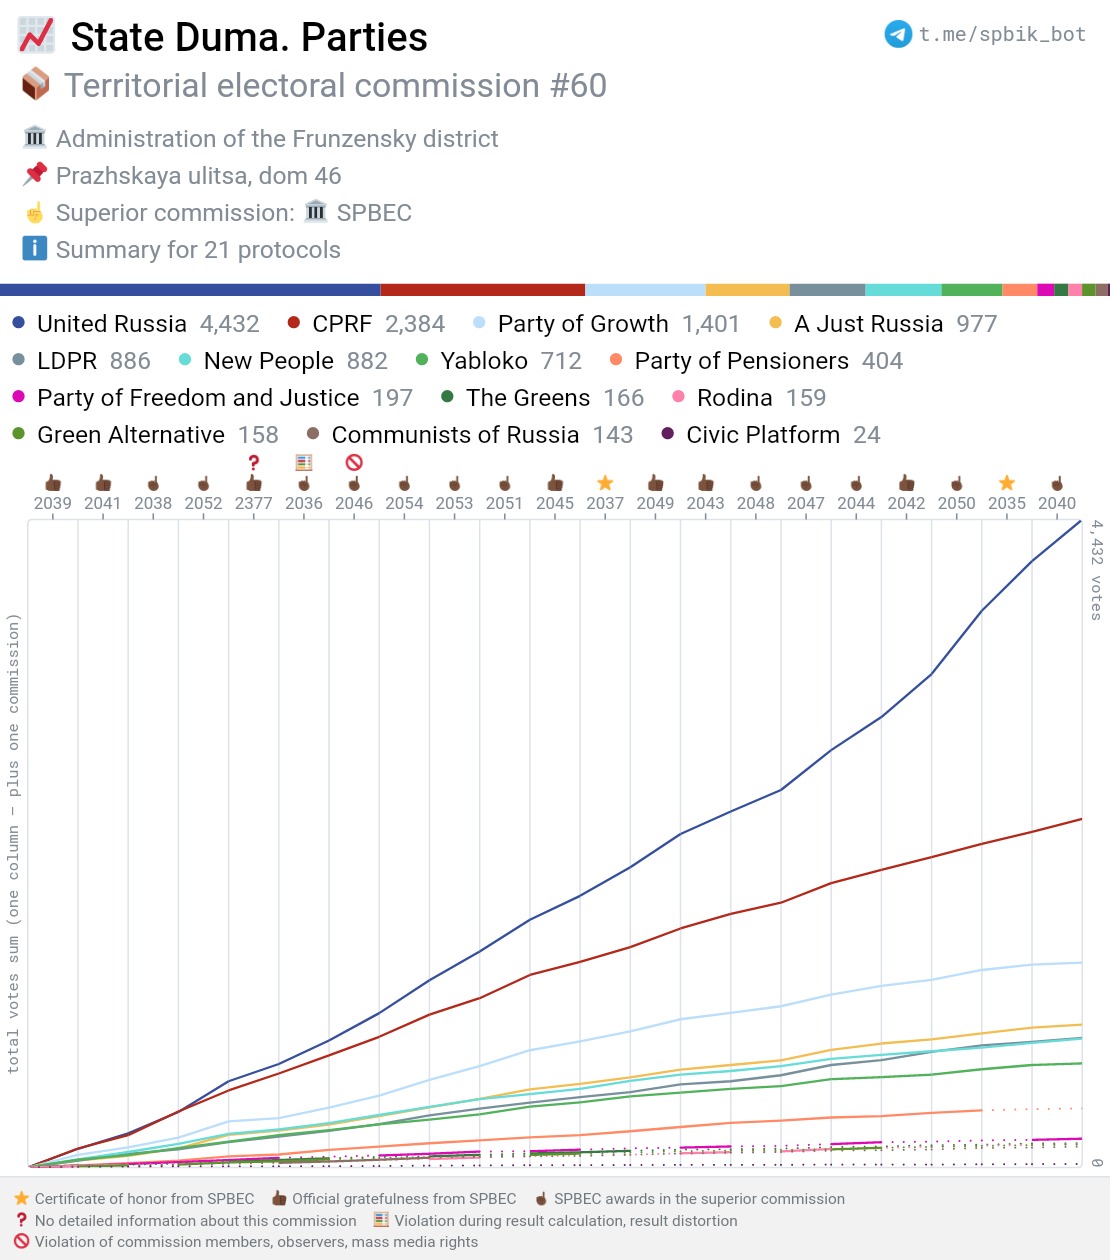 State Duma. Parties
t.me/spbik_bot
Territorial electoral commission #60
Administration of the Frunzensky district
Prazhskaya ulitsa, dom 46
Superior commission: SPBEC
Summary for 21 protocols
United Russia 4,432 CPRF 2,384 Party of Growth 1,401 A Just Russia 977
LDPR 886 New People 882 Yabloko 712 Party of Pensioners 404
Party of Freedom and Justice 197 The Greens 166 Rodina 159
Green Alternative 158 Communists of Russia 143 Civic Platform 24
2039 2041 2038 2052 2377 2036 2046 2054 2053 2051 2045 2037 2049 2043 2048 2047 2044 2042 2050 2035 2040
total votes sum (one column – plus one commission)
4,432 votes
0
Certificate of honor from SPBEC Official gratefulness from SPBEC SPBEC awards in the superior commission
No detailed information about this commission Violation during result calculation, result distortion
Violation of commission members, observers, mass media rights